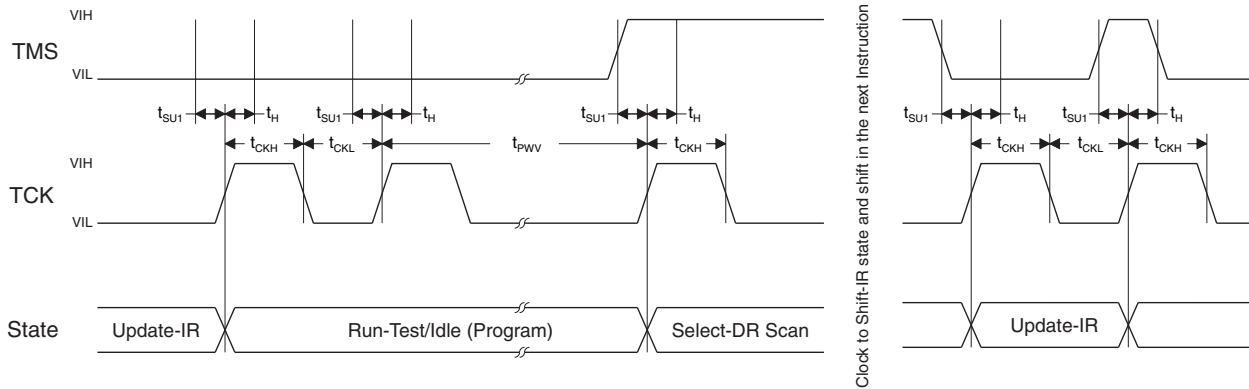 VIH
TMS
VIL
tSU1 tH tSU1 tH tSU1 tH tSU1 tH tSU1 tH
tCKH tCKL tPWV tCKH tCKH tCKL tCKH
VIH
TCK
VIL
State Update-IR Run-Test/Idle (Program) Select-DR Scan Update-IR
Clock to Shift-IR state and shift in the next Instruction